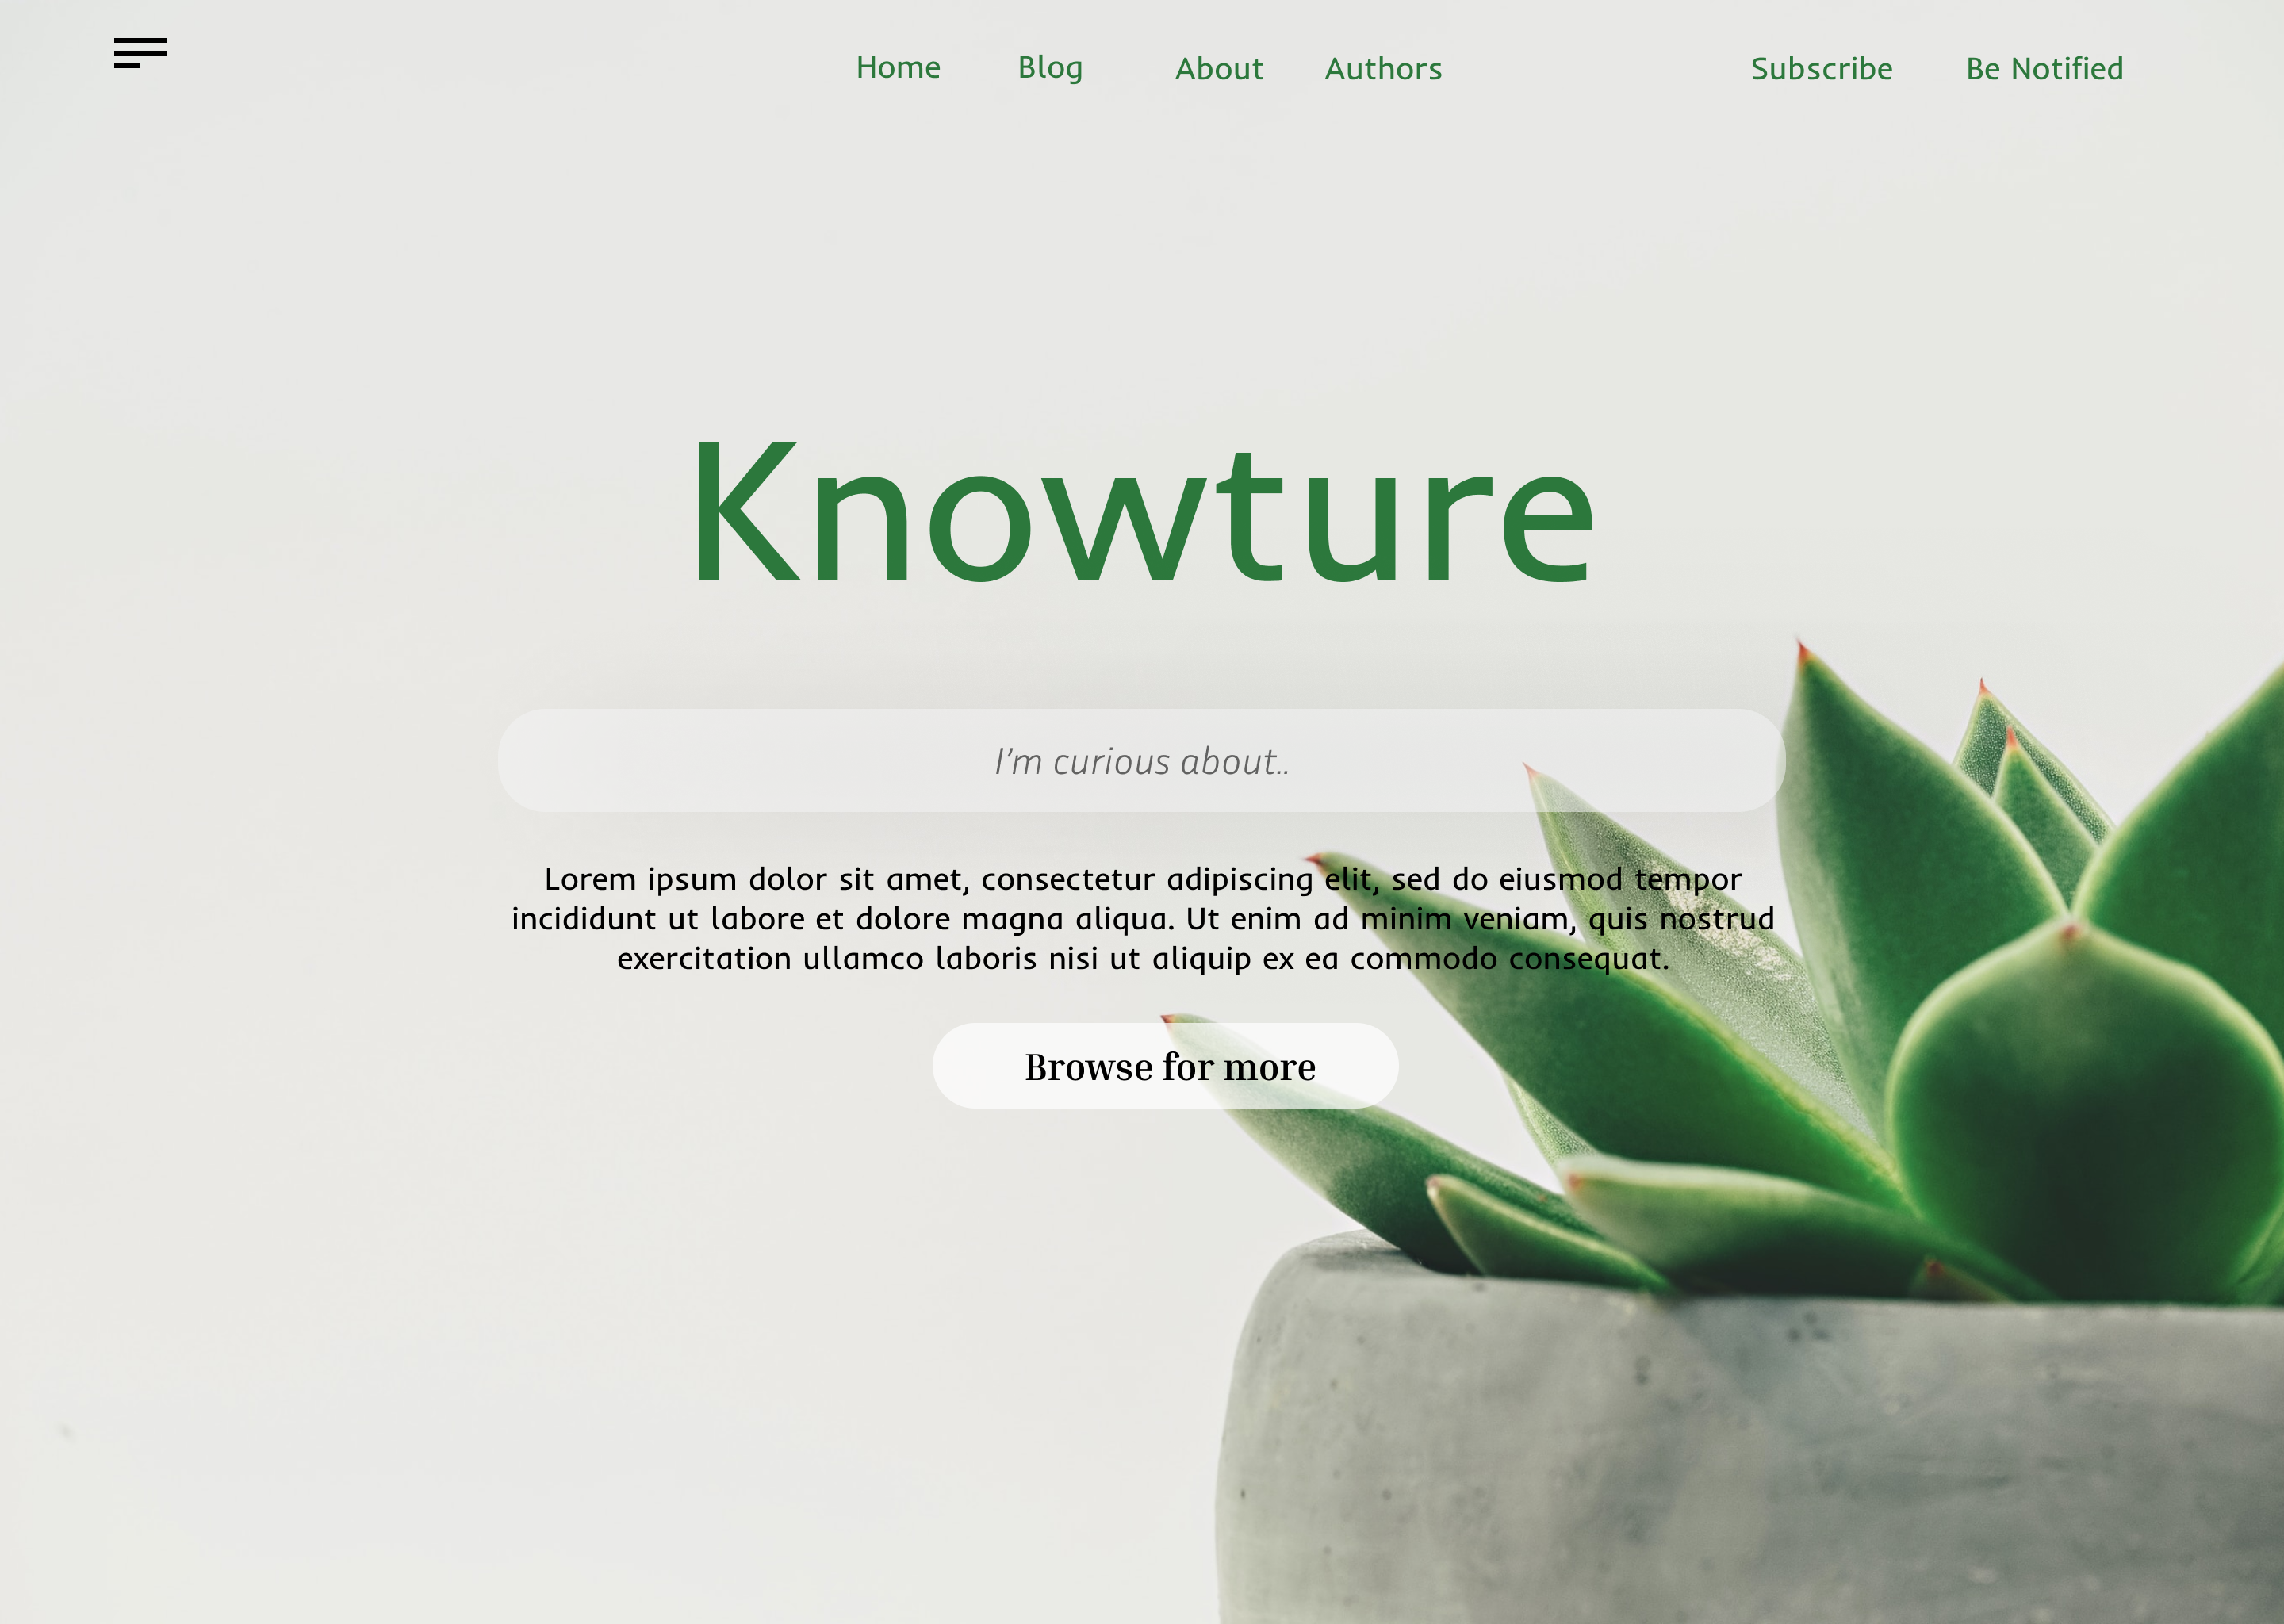 Home Blog About Authors Subscribe Be Notified
Knowture
I'm curious about..
Lorem ipsum dolor sit amet, consectetur adipiscing elit, sed do eiusmod tempor
incididunt ut labore et dolore magna aliqua. Ut enim ad minim veniam, quis nostrud
exercitation ullamco laboris nisi ut aliquip ex ea commodo consequat.
Browse for more